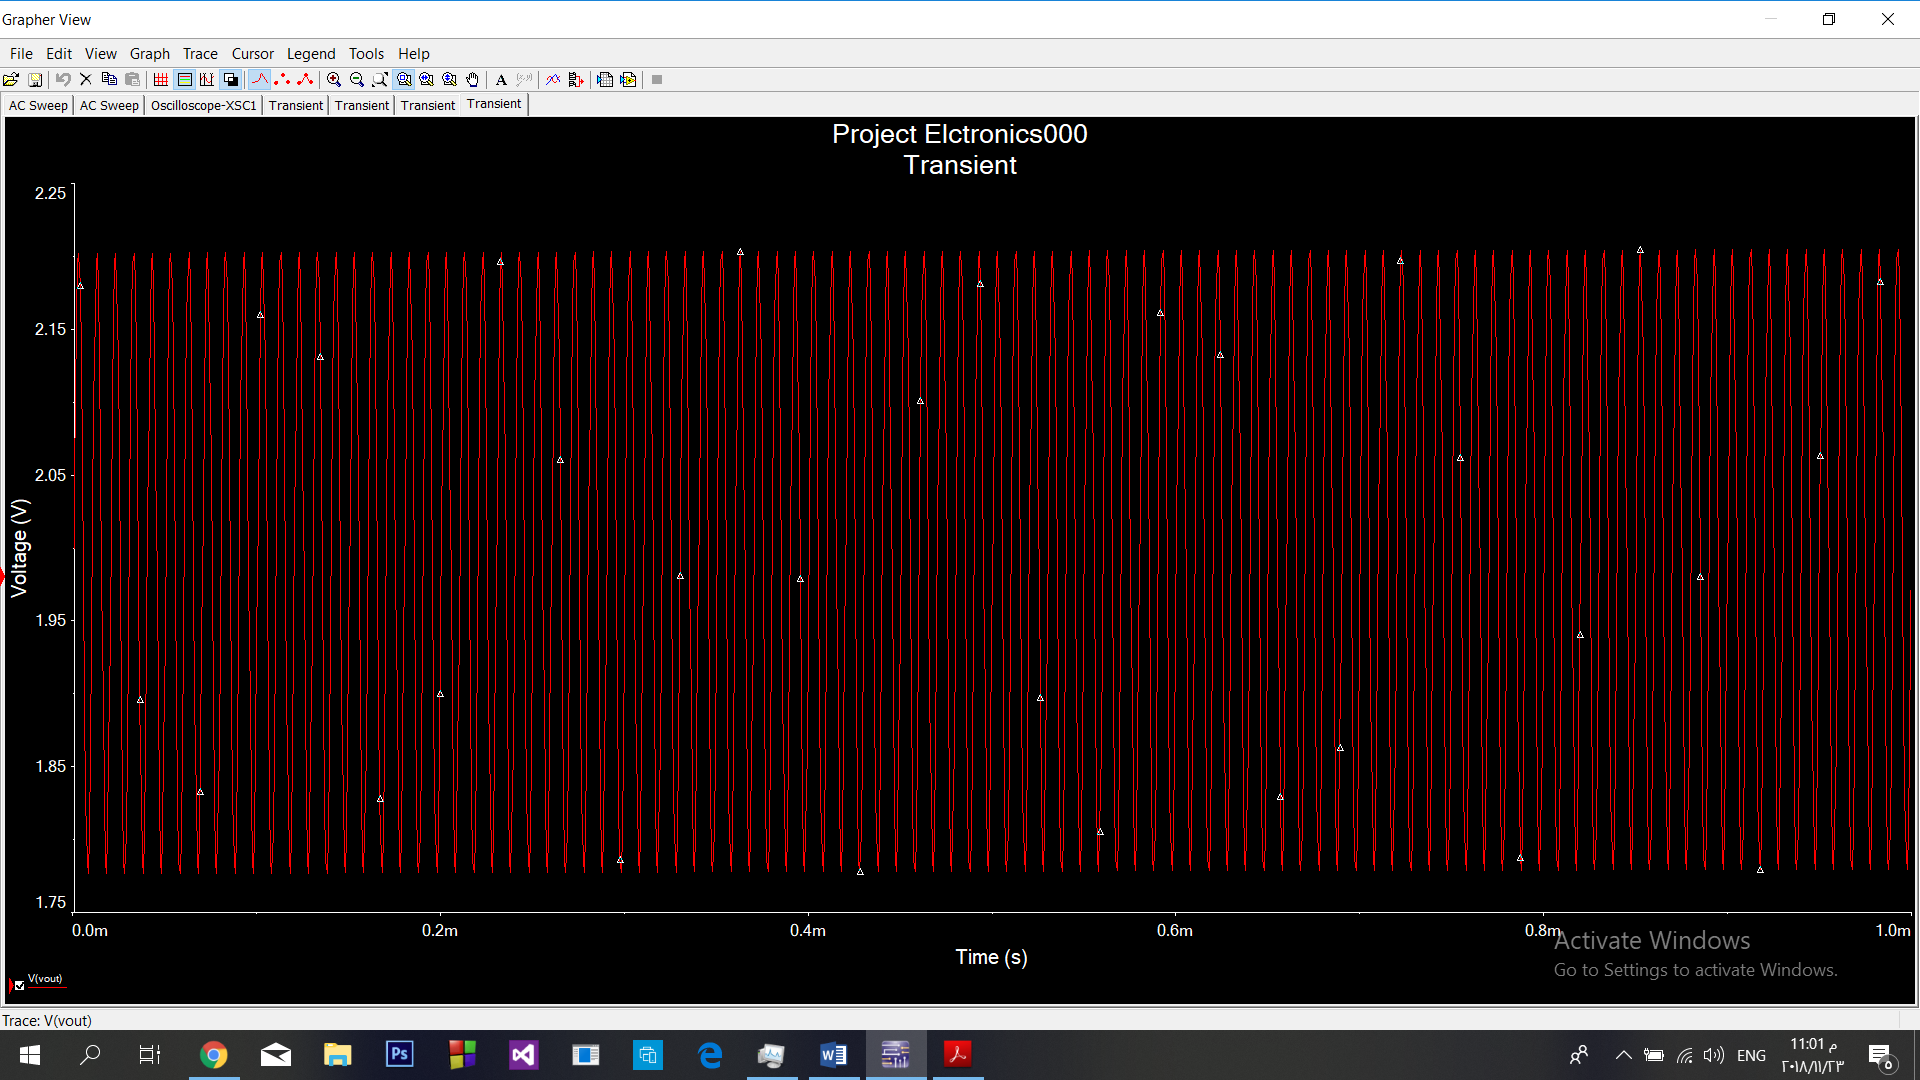 Grapher View
File Edit View Graph Trace Cursor Legend Tools Help
AC Sweep AC Sweep Oscilloscope-XSC1 Transient Transient Transient Transient
Project Elctronics000
Transient
2.25
2.15
2.05
1.95
1.85
1.75
Voltage (V)
0.0m 0.2m 0.4m 0.6m 0.8m 1.0m
Time (s)
V(vout)
Activate Windows
Go to Settings to activate Windows.
Trace: V(vout)
ENG
11:01 م
٢٠١٨/١١/٢٣
٥